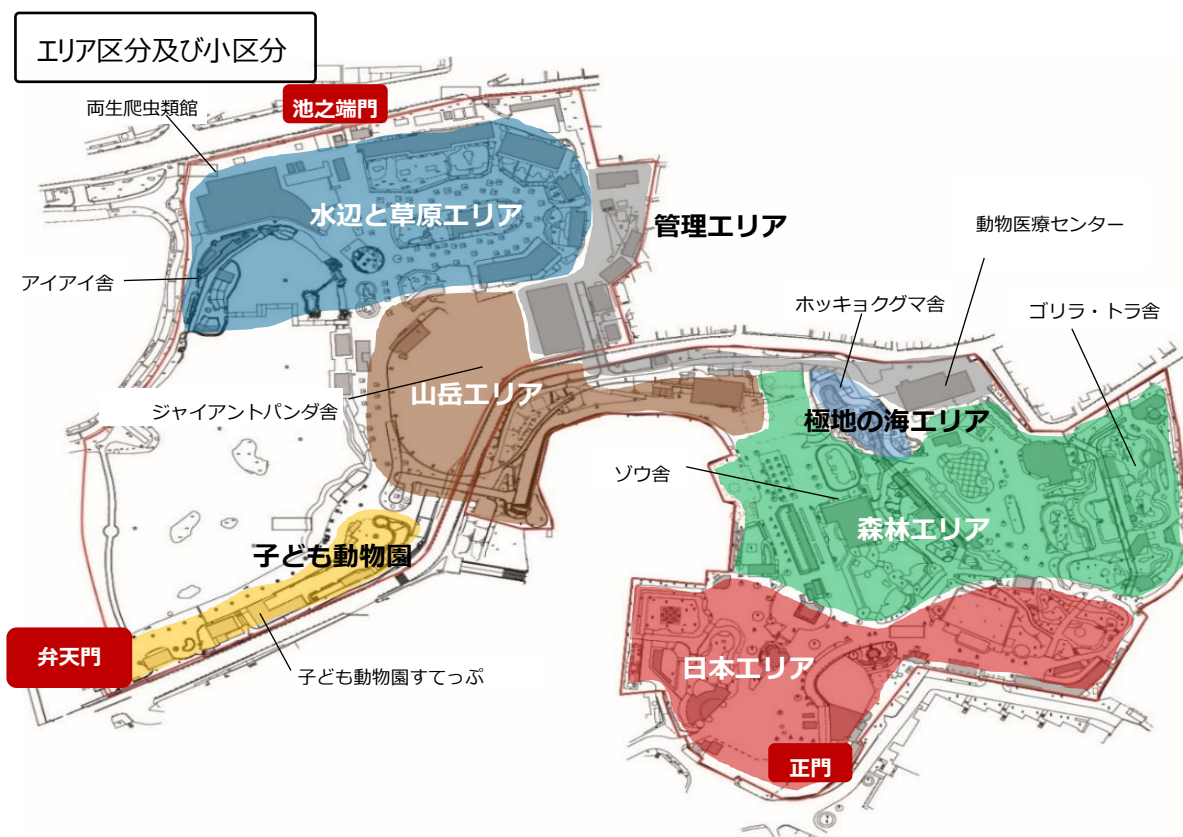 エリア区分及び小区分
池之端門
両生爬虫類館
水辺と草原エリア
管理エリア
動物医療センター
アイアイ舎
ホッキョクグマ舎
ゴリラ・トラ舎
山岳エリア
ジャイアントパンダ舎
極地の海エリア
ゾウ舎
森林エリア
子ども動物園
弁天門
子ども動物園すてっぷ
日本エリア
正門